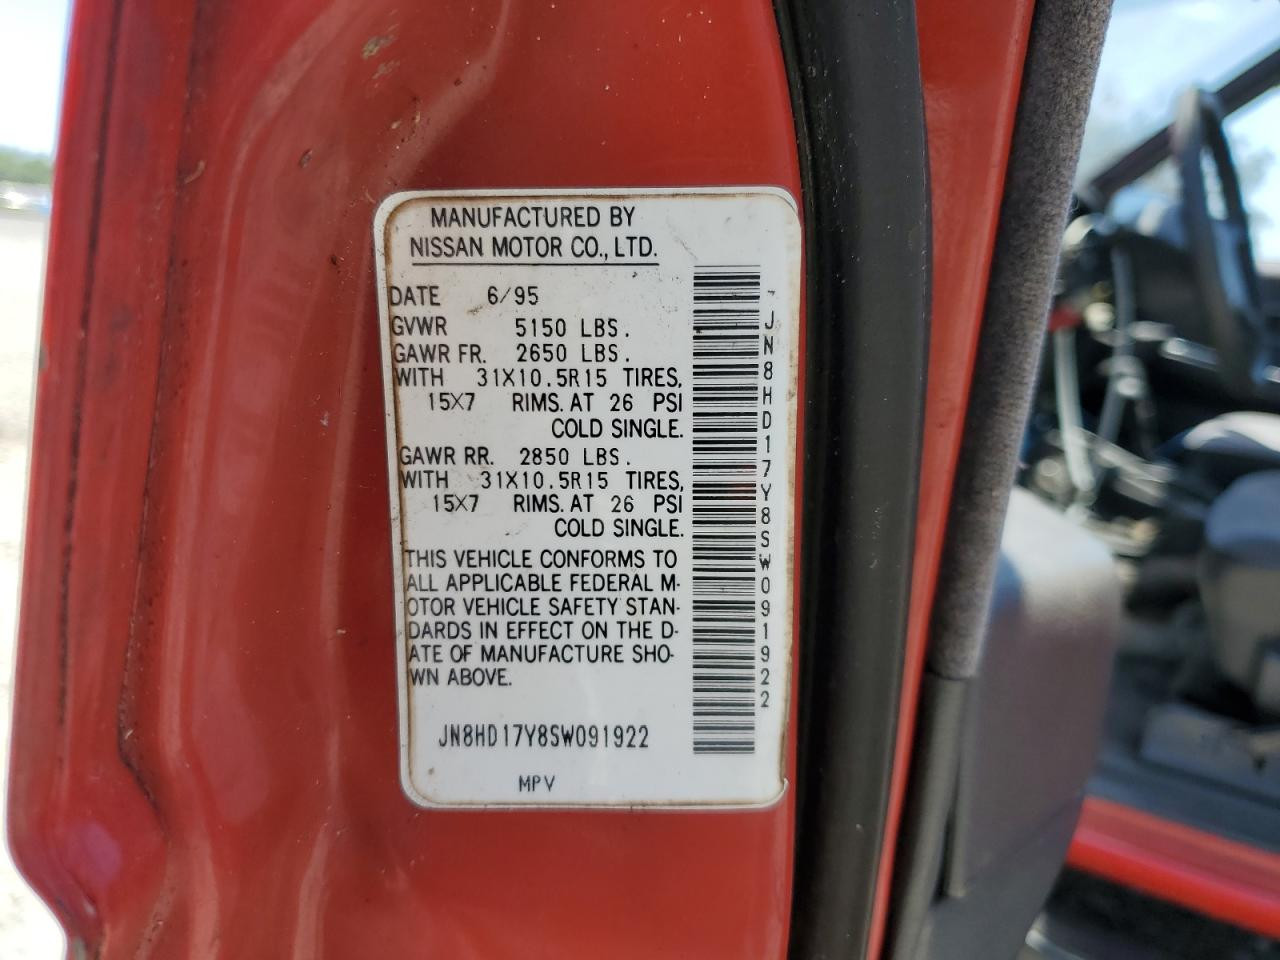 MANUFACTURED BY
NISSAN MOTOR CO., LTD.
DATE 6/95
GVWR 5150 LBS.
GAWR FR. 2650 LBS.
WITH 31X10.5R15 TIRES,
15X7 RIMS. AT 26 PSI
COLD SINGLE.
GAWR RR. 2850 LBS.
WITH 31X10.5R15 TIRES,
15X7 RIMS. AT 26 PSI
COLD SINGLE.
THIS VEHICLE CONFORMS TO
ALL APPLICABLE FEDERAL M-
OTOR VEHICLE SAFETY STAN-
DARDS IN EFFECT ON THE D-
ATE OF MANUFACTURE SHO-
WN ABOVE.
JN8HD17Y8SW091922
MPV
JN8HD17Y8SW091922